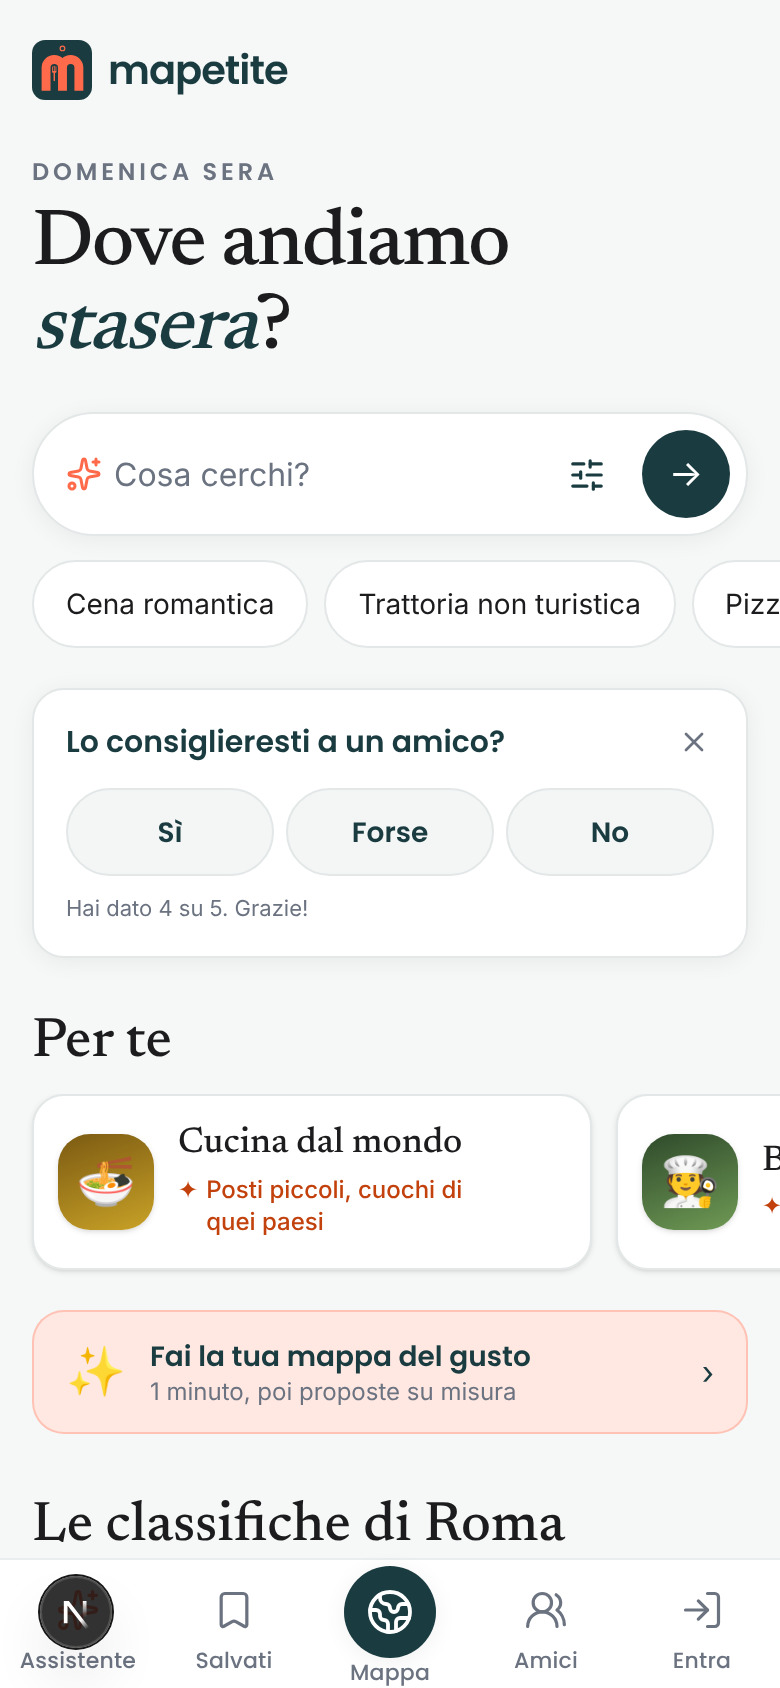 mapetite
DOMENICA SERA
Dove andiamo
stasera?
Cosa cerchi?
Cena romantica
Trattoria non turistica
Pizz
Lo consiglieresti a un amico?
Sì
Forse
No
Hai dato 4 su 5. Grazie!
Per te
Cucina dal mondo
✦ Posti piccoli, cuochi di
quei paesi
B
✦
Fai la tua mappa del gusto
1 minuto, poi proposte su misura
›
Le classifiche di Roma
N
Assistente
Salvati
Mappa
Amici
Entra